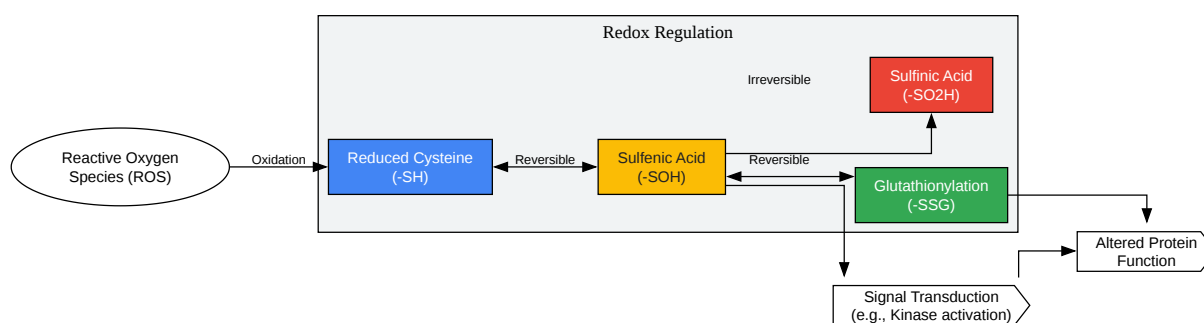 Redox Regulation
Irreversible
Sulfinic Acid
(-SO2H)
Reactive Oxygen
Species (ROS)
Oxidation
Reduced Cysteine
(-SH)
Reversible
Sulfenic Acid
(-SOH)
Reversible
Glutathionylation
(-SSG)
Altered Protein
Function
Signal Transduction
(e.g., Kinase activation)